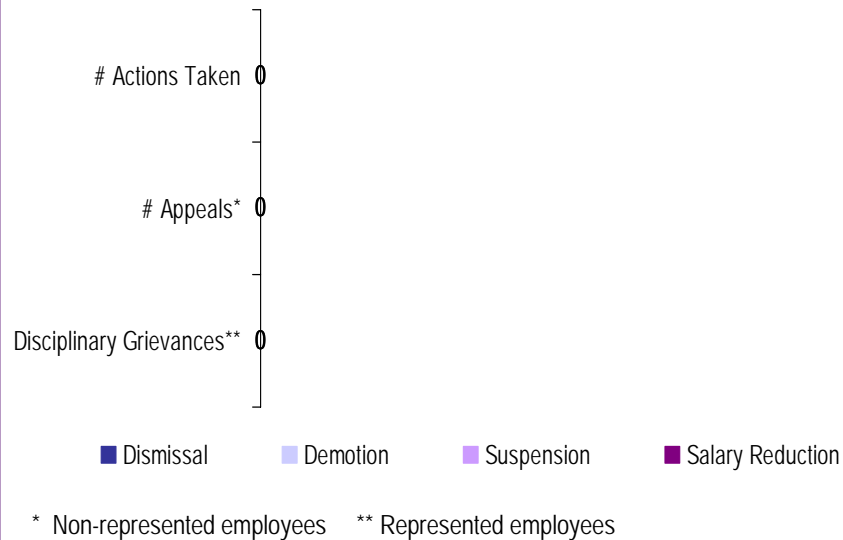 # Actions Taken 0
# Appeals* 0
Disciplinary Grievances** 0
Dismissal Demotion Suspension Salary Reduction
* Non-represented employees ** Represented employees